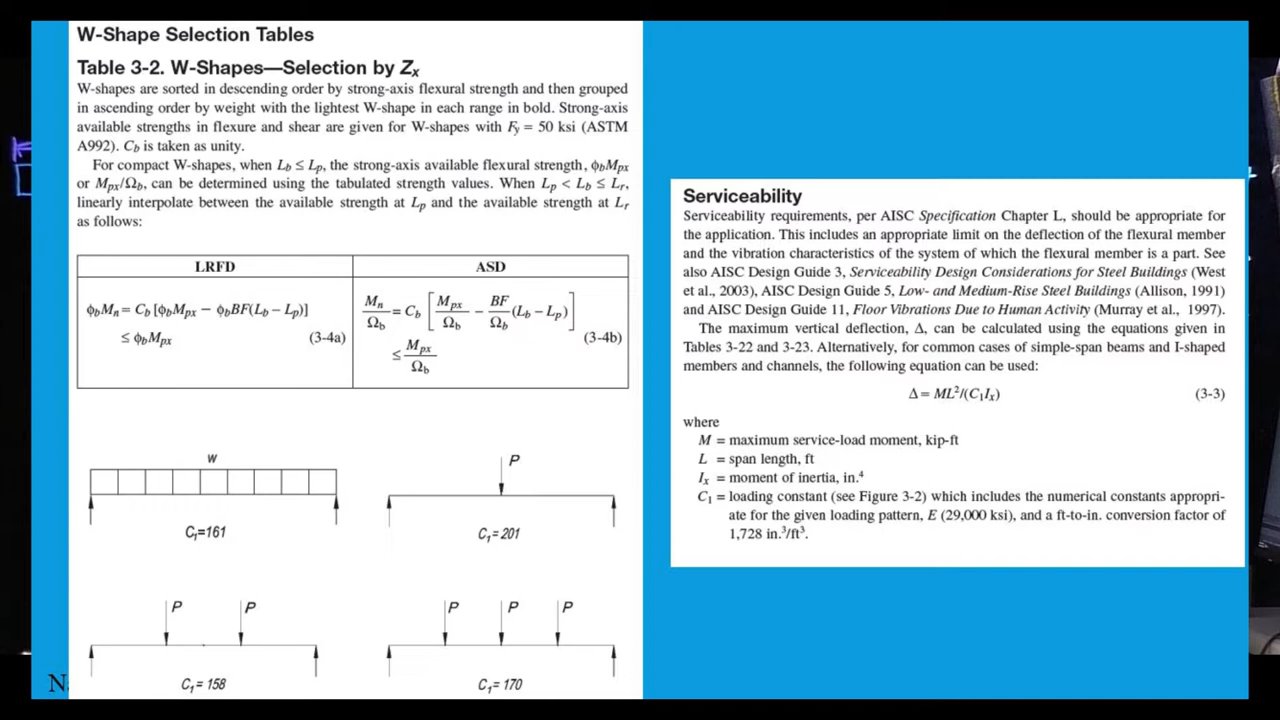 W-Shape Selection Tables
Table 3-2. W-Shapes—Selection by Zx
W-shapes are sorted in descending order by strong-axis flexural strength and then grouped
in ascending order by weight with the lightest W-shape in each range in bold. Strong-axis
available strengths in flexure and shear are given for W-shapes with Fy = 50 ksi (ASTM
A992). Cb is taken as unity.
For compact W-shapes, when Lb ≤ Lp, the strong-axis available flexural strength, ϕbMpx
or Mpx/Ωb, can be determined using the tabulated strength values. When Lp < Lb ≤ Lr,
linearly interpolate between the available strength at Lp and the available strength at Lr
as follows:
LRFD
ϕbMn = Cb [ϕbMpx − ϕbBF(Lb − Lp)]
≤ ϕbMpx (3-4a)
ASD
Mn/Ωb = Cb [Mpx/Ωb − BF/Ωb (Lb − Lp)]
≤ Mpx/Ωb (3-4b)
w
C1=161
P
C1= 201
P P
C1= 158
P P P
C1= 170
Serviceability
Serviceability requirements, per AISC Specification Chapter L, should be appropriate for
the application. This includes an appropriate limit on the deflection of the flexural member
and the vibration characteristics of the system of which the flexural member is a part. See
also AISC Design Guide 3, Serviceability Design Considerations for Steel Buildings (West
et al., 2003), AISC Design Guide 5, Low- and Medium-Rise Steel Buildings (Allison, 1991)
and AISC Design Guide 11, Floor Vibrations Due to Human Activity (Murray et al., 1997).
The maximum vertical deflection, Δ, can be calculated using the equations given in
Tables 3-22 and 3-23. Alternatively, for common cases of simple-span beams and I-shaped
members and channels, the following equation can be used:
Δ = ML²/(C1Ix) (3-3)
where
M = maximum service-load moment, kip-ft
L = span length, ft
Ix = moment of inertia, in.⁴
C1 = loading constant (see Figure 3-2) which includes the numerical constants appropri-
ate for the given loading pattern, E (29,000 ksi), and a ft-to-in. conversion factor of
1,728 in.³/ft³.